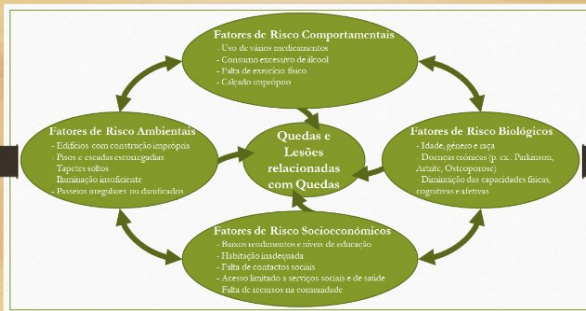 Fatores de Risco Comportamentais
- Uso de vários medicamentos
- Consumo excessivo de álcool
- Falta de exercício físico
- Calçado impróprio
Fatores de Risco Ambientais
- Edifícios com construção imprópria
- Pisos e escadas escorregadias
- Tapetes soltos
- Iluminação insuficiente
- Passeios irregulares ou danificados
Quedas e
Lesões
relacionadas
com Quedas
Fatores de Risco Biológicos
- Idade, género e raça
- Doenças crónicas (p. ex.: Parkinson,
Artrite, Osteoporose)
- Diminuição das capacidades físicas,
cognitivas e afetivas
Fatores de Risco Socioeconómicos
- Baixos rendimentos e níveis de educação
- Habitação inadequada
- Falta de contactos sociais
- Acesso limitado a serviços sociais e de saúde
- Falta de recursos na comunidade